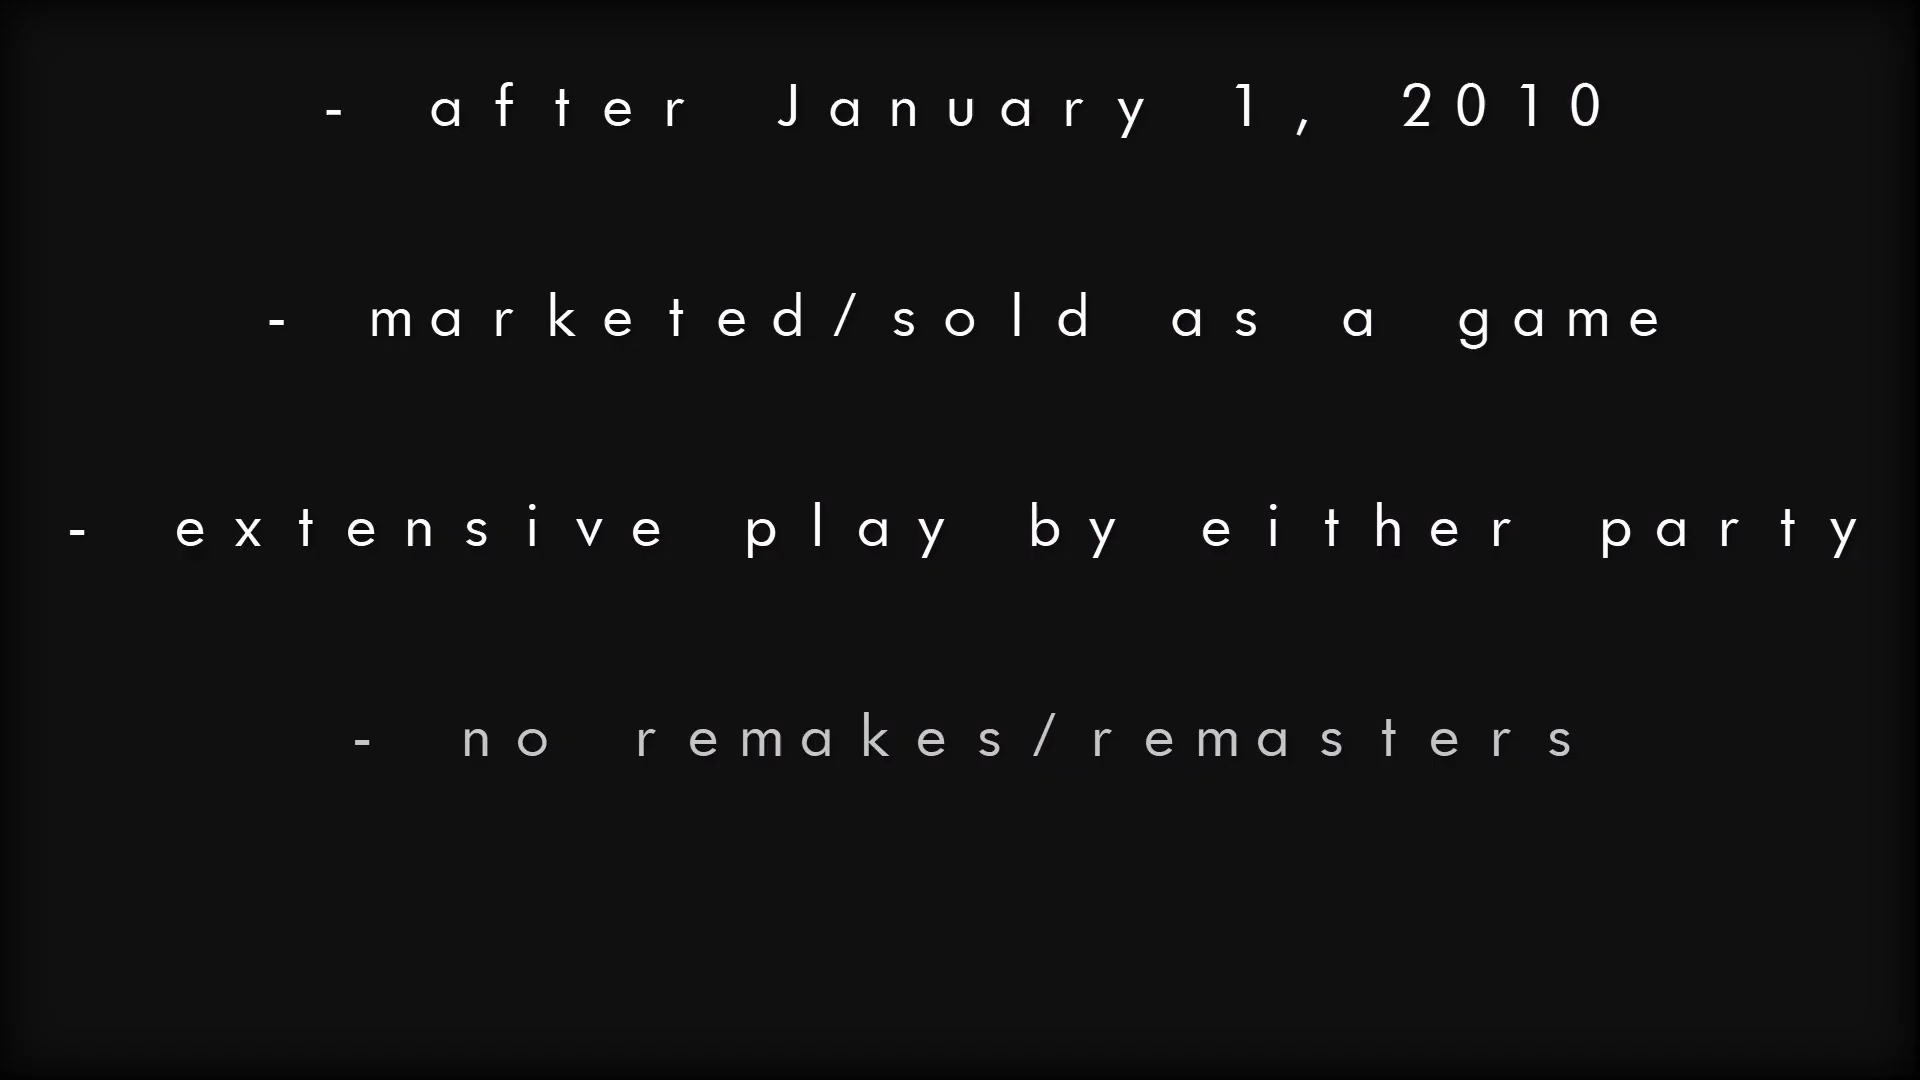 - after January 1, 2010
- marketed/sold as a game
- extensive play by either party
- no remakes/remasters